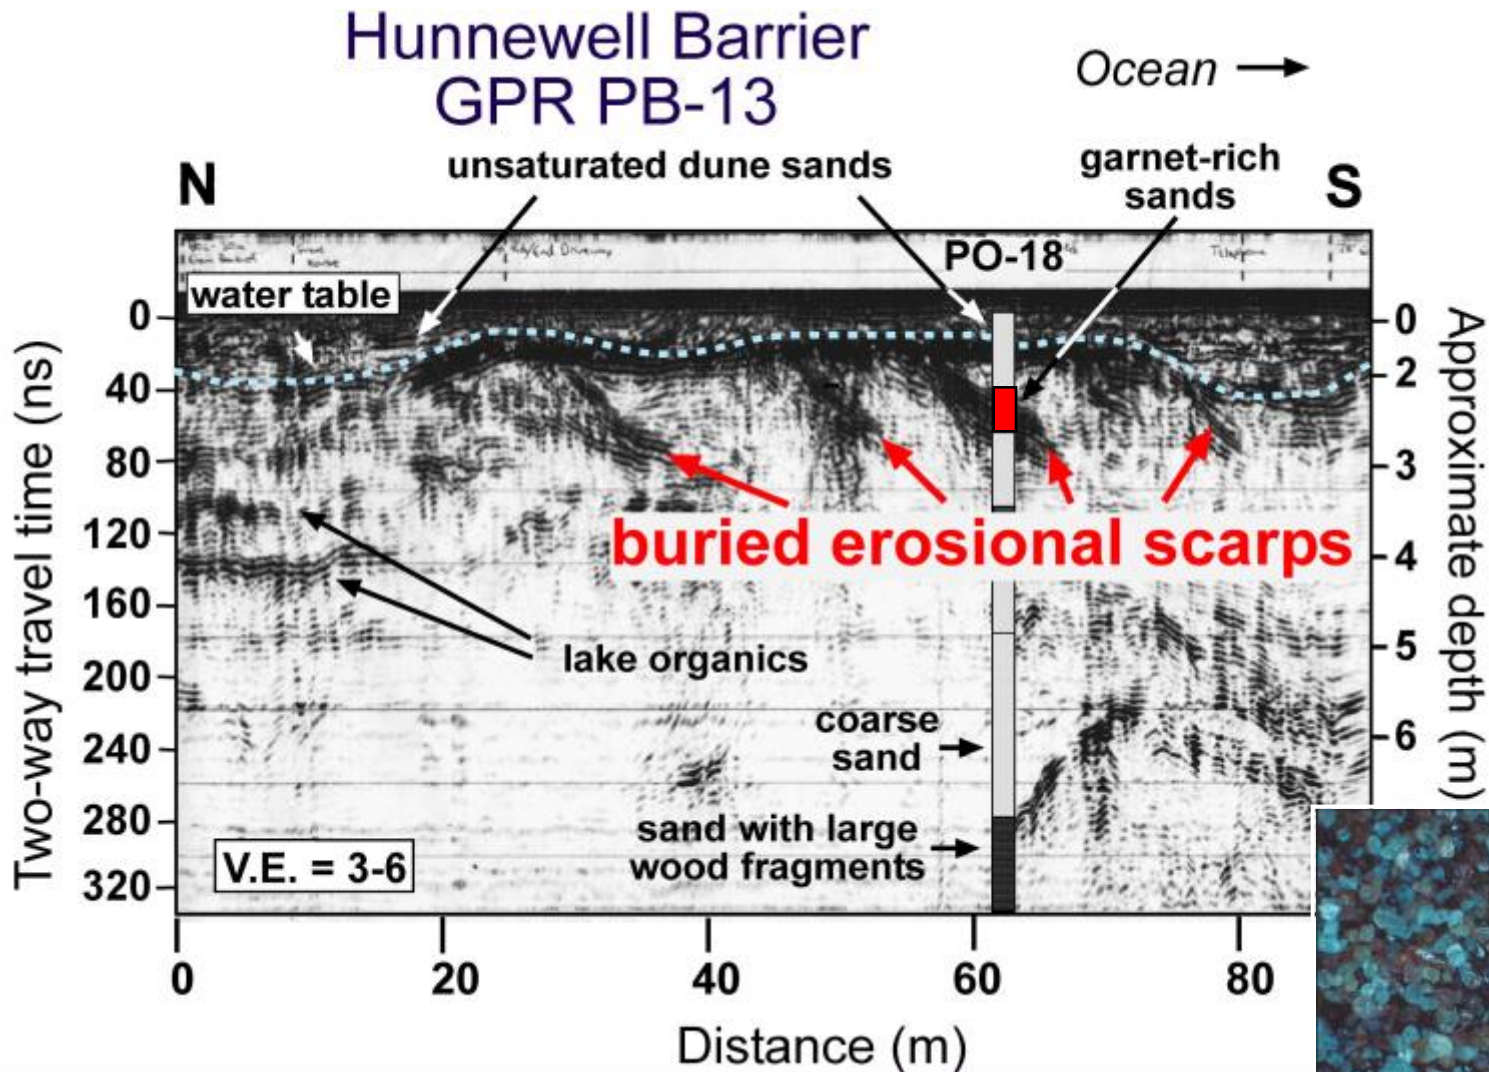 Hunnewell Barrier
GPR PB-13
Ocean
unsaturated dune sands
garnet-rich
sands
N
S
PO-18
water table
0
40
80
120
160
200
240
280
320
Two-way travel time (ns)
0
2
3
4
5
6
Approximate depth (m)
buried erosional scarps
lake organics
coarse
sand
sand with large
wood fragments
V.E. = 3-6
0
20
40
60
80
Distance (m)